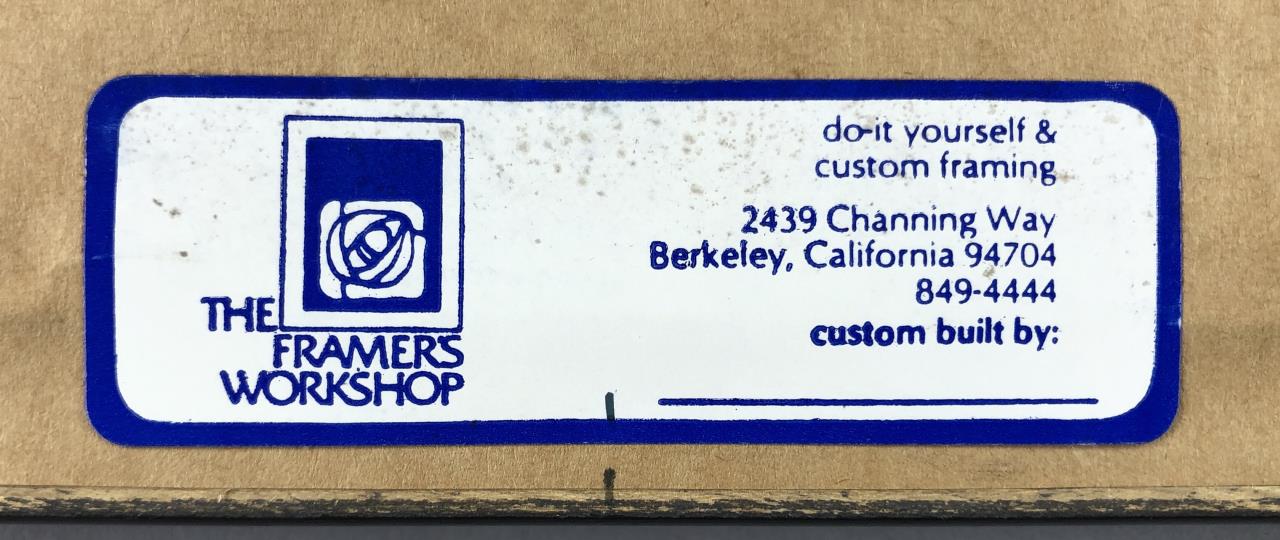 THE
FRAMER'S
WORKSHOP
do-it yourself &
custom framing
2439 Channing Way
Berkeley, California 94704
849-4444
custom built by: